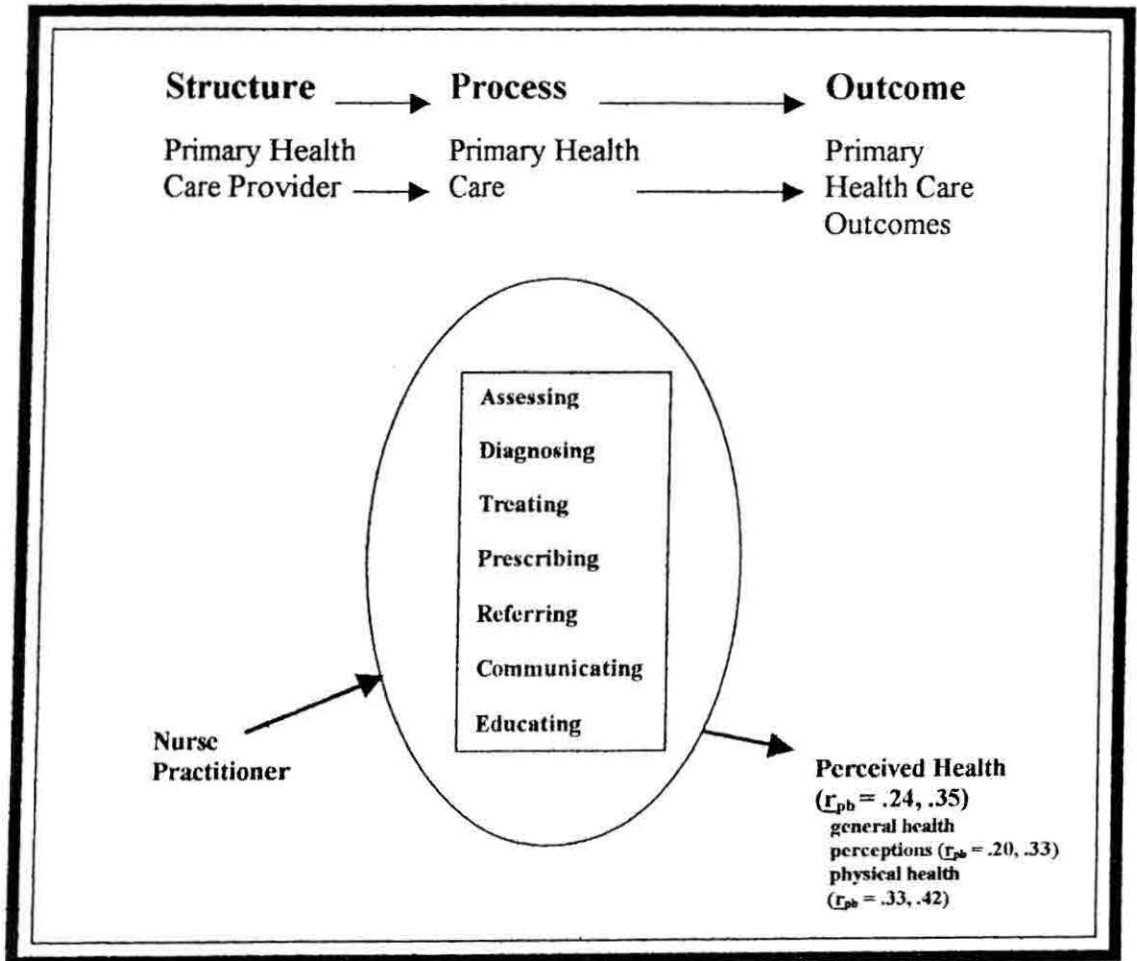 Structure Process Outcome
Primary Health Primary Health Primary
Care Provider Care Health Care
Outcomes
Assessing
Diagnosing
Treating
Prescribing
Referring
Communicating
Educating
Nurse
Practitioner
Perceived Health
(r_pb = .24, .35)
general health
perceptions (r_pb = .20, .33)
physical health
(r_pb = .33, .42)